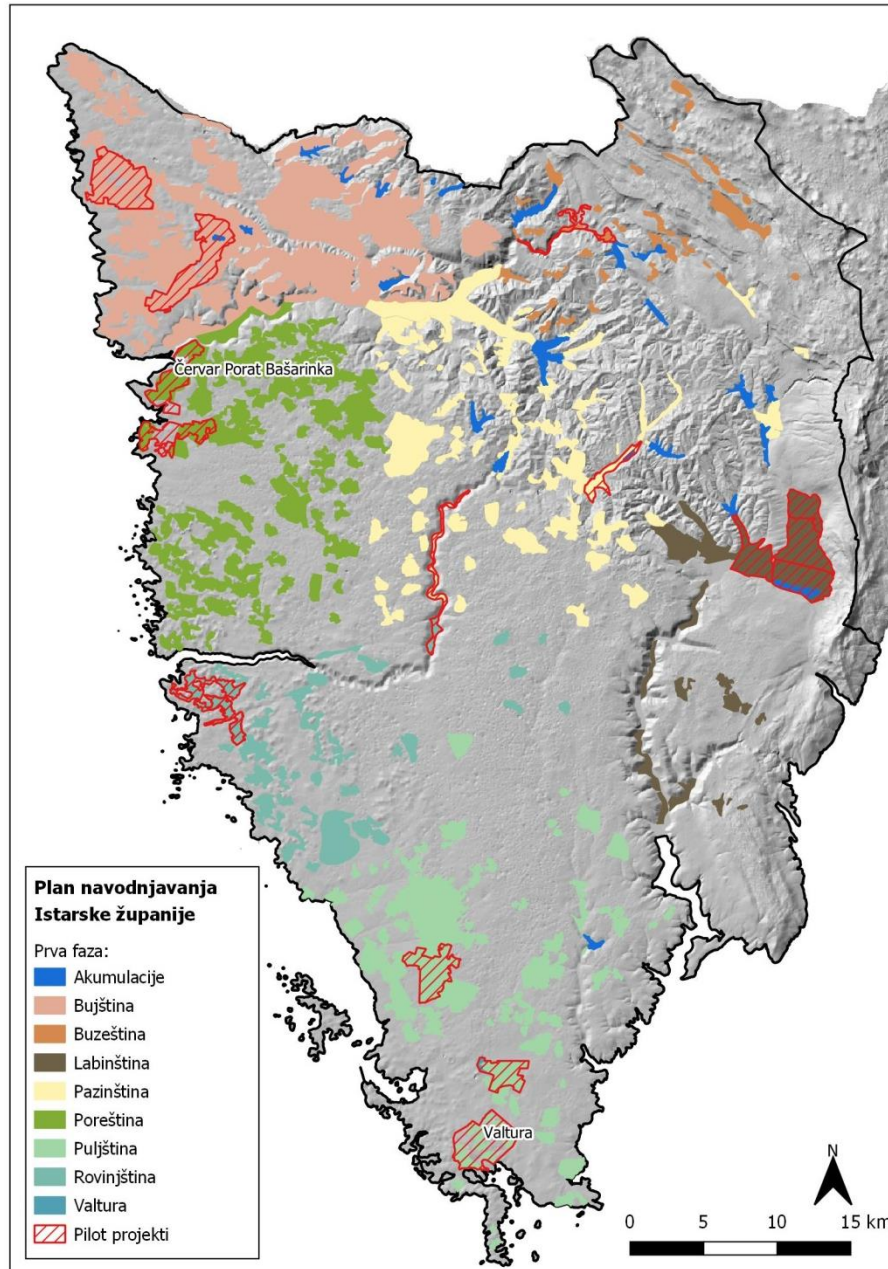 Červar Porat Bašarinka
Valtura
Plan navodnjavanja
Istarske županije
Prva faza:
Akumulacije
Bujština
Buzeština
Labinština
Pazinština
Poreština
Puljština
Rovinjština
Valtura
Pilot projekti
N
0 5 10 15 km